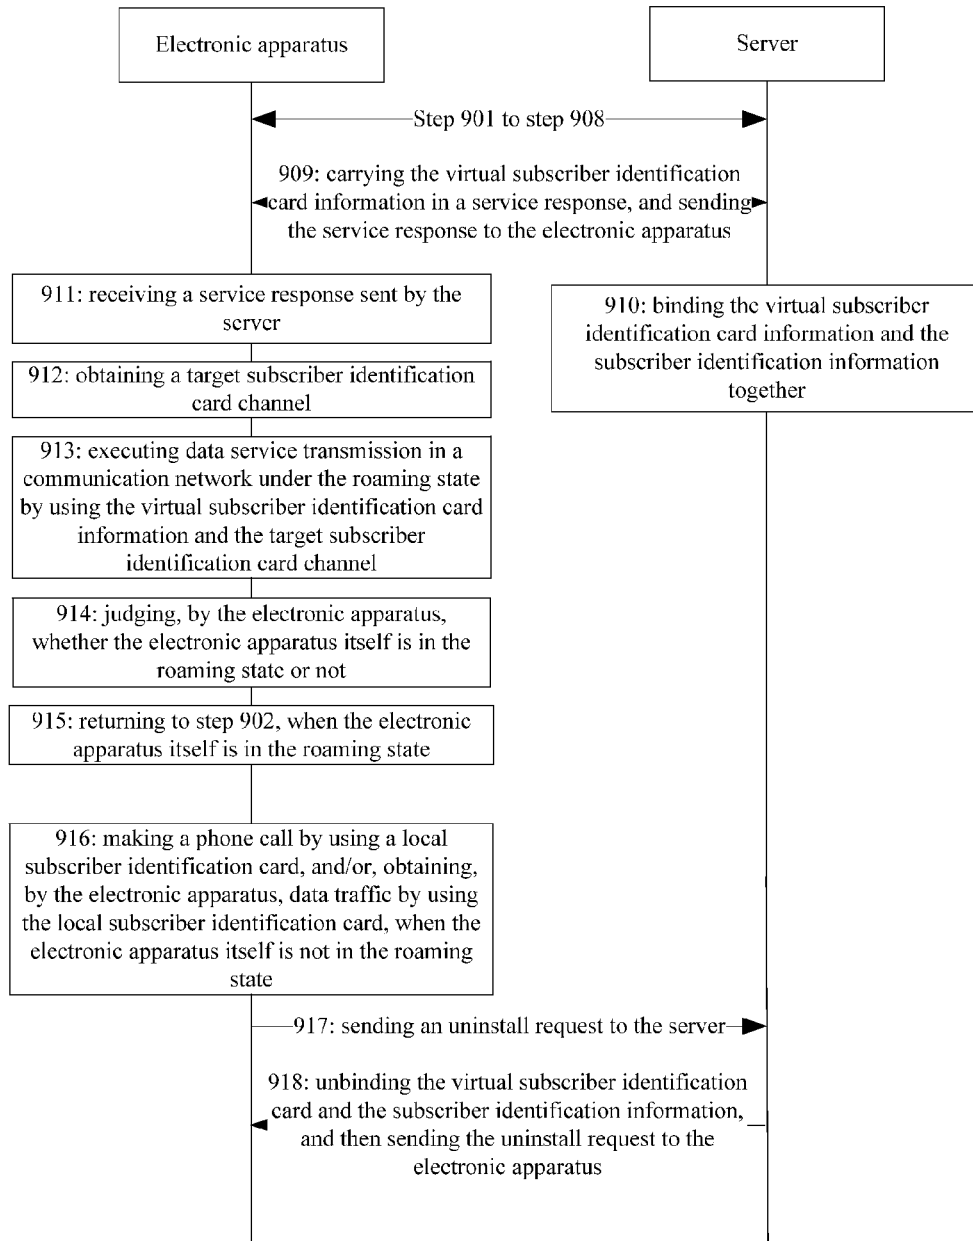 Electronic apparatus
Server
Step 901 to step 908
909: carrying the virtual subscriber identification
card information in a service response, and sending
the service response to the electronic apparatus
911: receiving a service response sent by the
server
910: binding the virtual subscriber
identification card information and the
subscriber identification information
together
912: obtaining a target subscriber identification
card channel
913: executing data service transmission in a
communication network under the roaming state
by using the virtual subscriber identification card
information and the target subscriber
identification card channel
914: judging, by the electronic apparatus,
whether the electronic apparatus itself is in the
roaming state or not
915: returning to step 902, when the electronic
apparatus itself is in the roaming state
916: making a phone call by using a local
subscriber identification card, and/or, obtaining,
by the electronic apparatus, data traffic by using
the local subscriber identification card, when the
electronic apparatus itself is not in the roaming
state
917: sending an uninstall request to the server
918: unbinding the virtual subscriber identification
card and the subscriber identification information,
and then sending the uninstall request to the
electronic apparatus